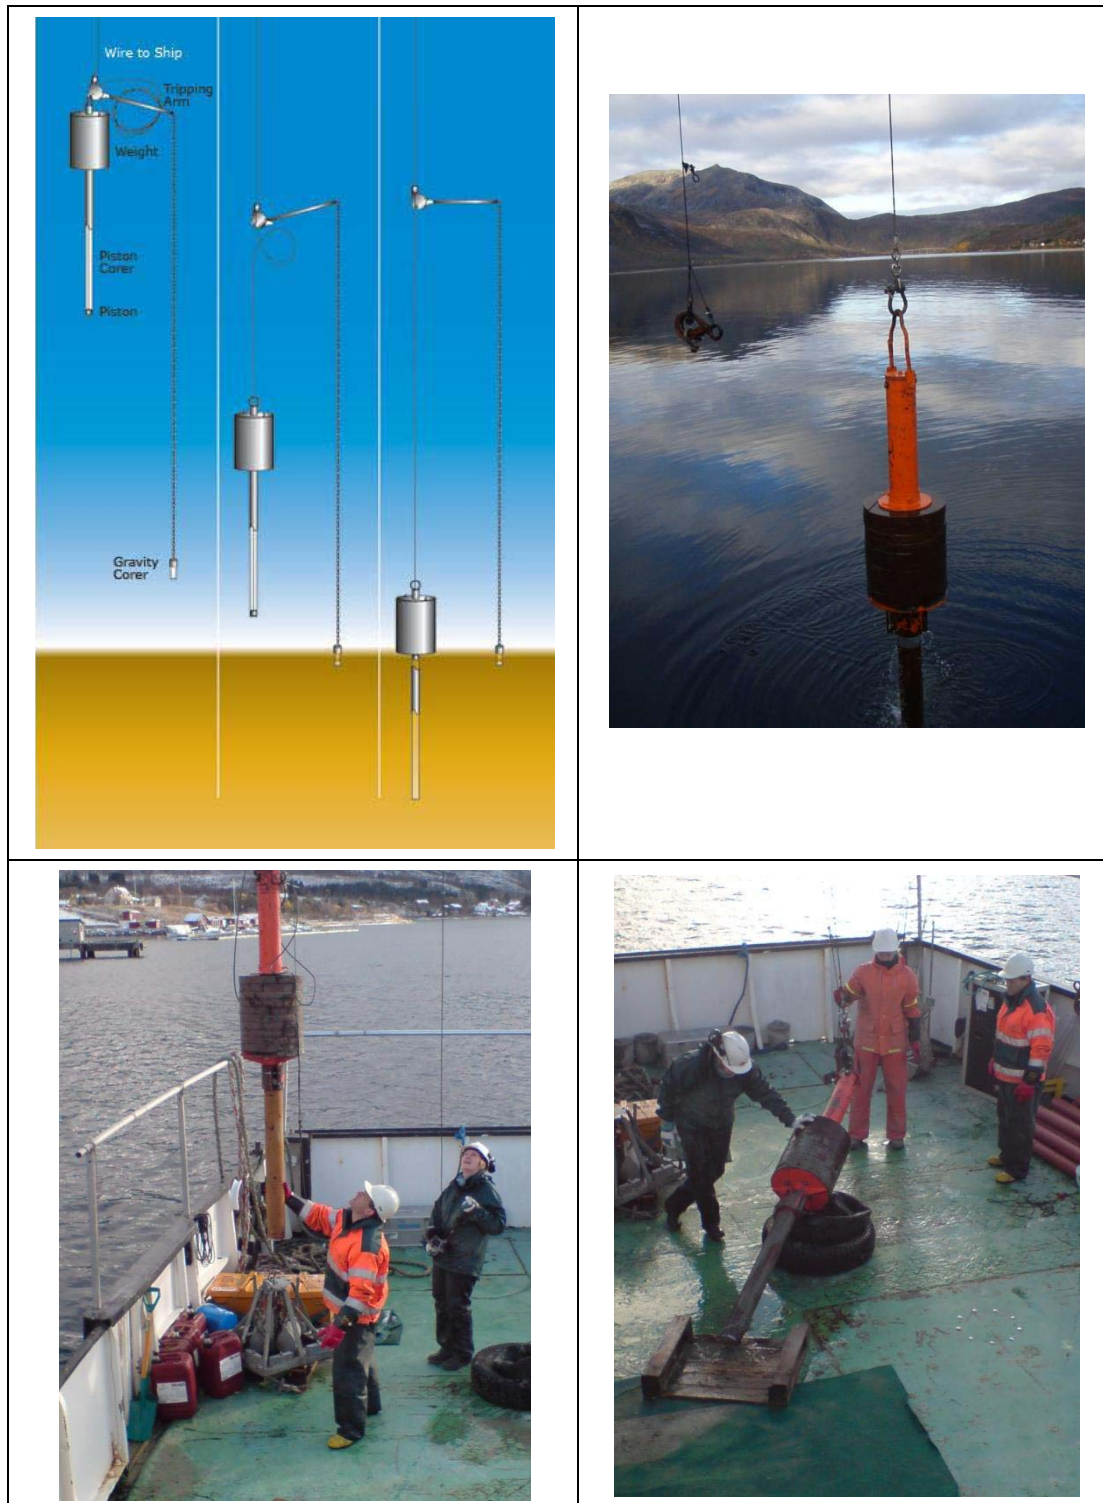 Wire to Ship
Tripping
Arm
Weight
Piston
Corer
Piston
Gravity
Corer